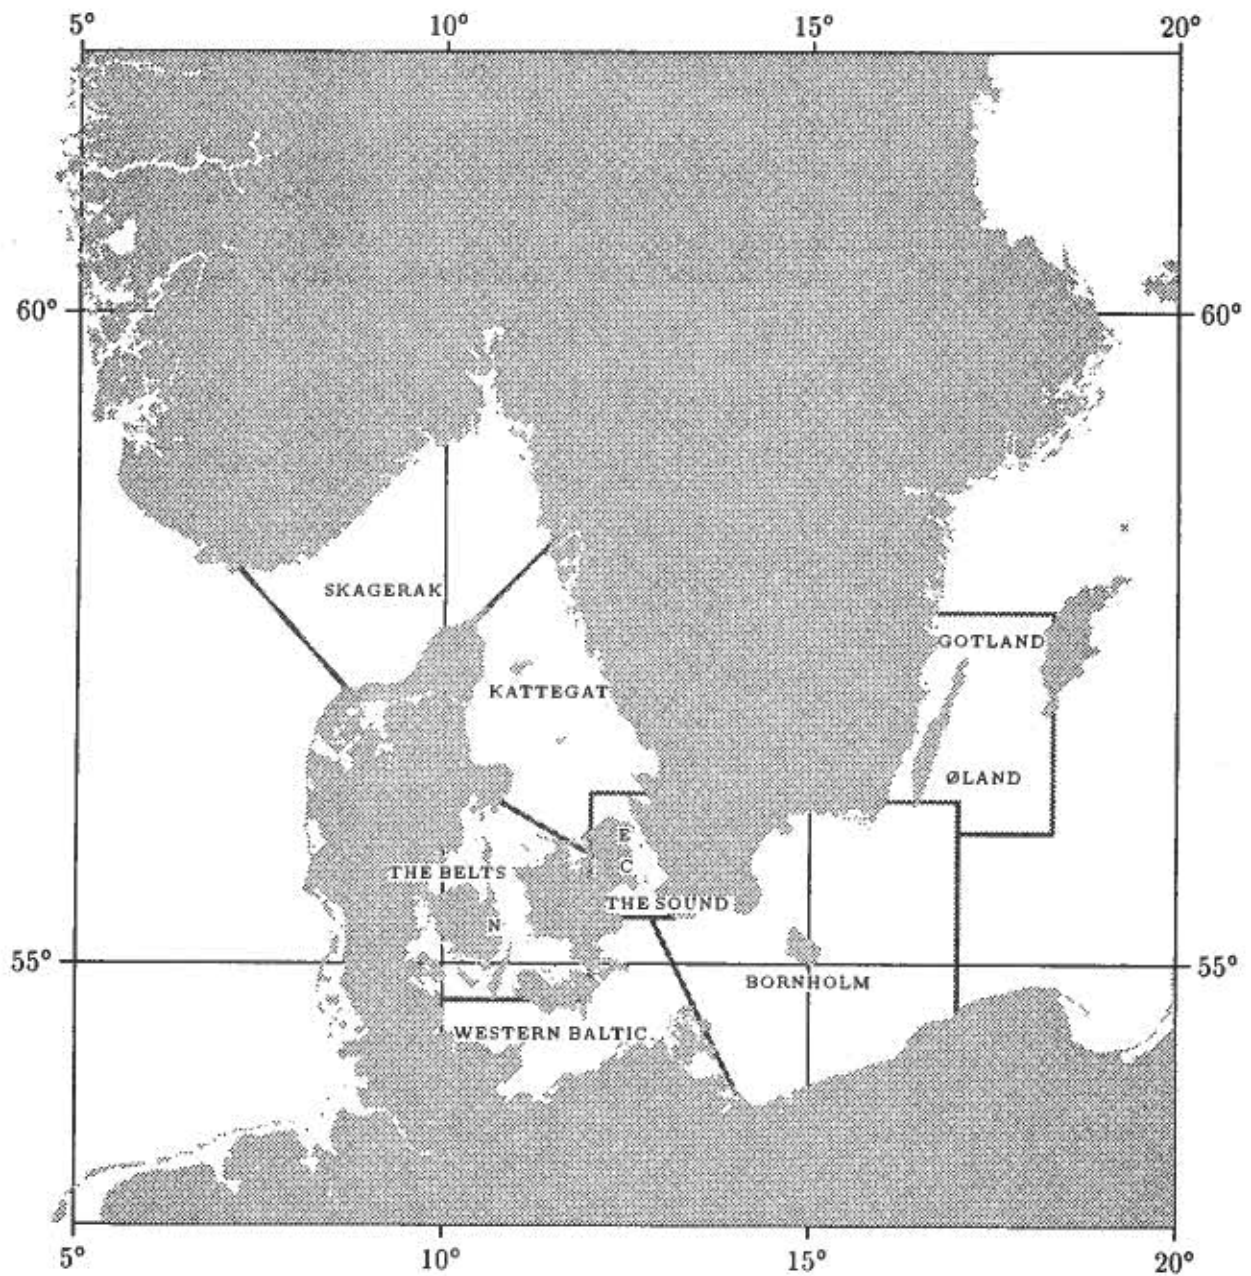 5° 10° 15° 20°
60° 60°
SKAGERAK
GOTLAND
KATTEGAT
ØLAND
E
C
THE BELTS
THE SOUND
N
55° 55°
BORNHOLM
WESTERN BALTIC.
5° 10° 15° 20°